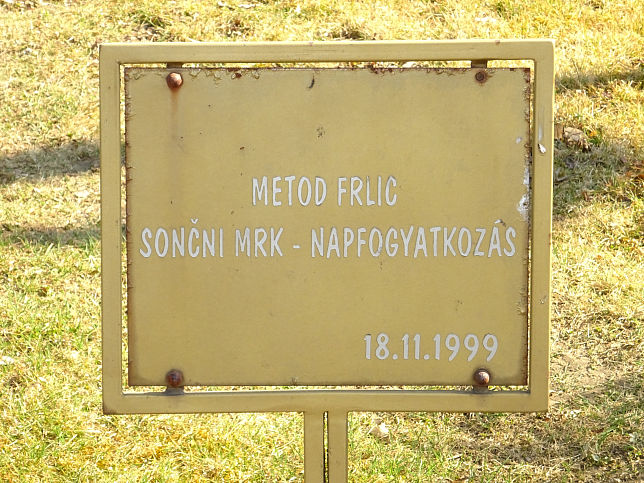 METOD FRLIC
SONČNI MRK - NAPFOGYATKOZÁS
18.11.1999